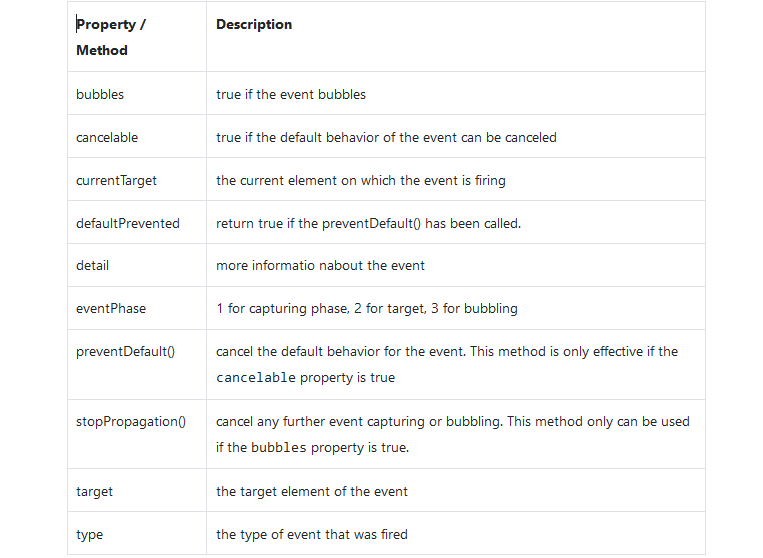 Property / Description
Method
bubbles true if the event bubbles
cancelable true if the default behavior of the event can be canceled
currentTarget the current element on which the event is firing
defaultPrevented return true if the preventDefault() has been called.
detail more informatio nabout the event
eventPhase 1 for capturing phase, 2 for target, 3 for bubbling
preventDefault() cancel the default behavior for the event. This method is only effective if the
cancelable property is true
stopPropagation() cancel any further event capturing or bubbling. This method only can be used
if the bubbles property is true.
target the target element of the event
type the type of event that was fired